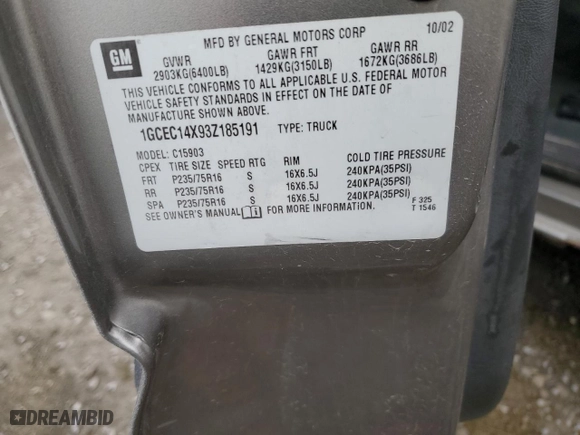 GM
MFD BY GENERAL MOTORS CORP 10/02
GVWR GAWR FRT GAWR RR
2903KG(6400LB) 1429KG(3150LB) 1672KG(3686LB)
THIS VEHICLE CONFORMS TO ALL APPLICABLE U.S. FEDERAL MOTOR
VEHICLE SAFETY STANDARDS IN EFFECT ON THE DATE OF
MANUFACTURE SHOWN ABOVE.
1GCEC14X93Z185191 TYPE: TRUCK
MODEL: C15903
CPEX TIRE SIZE SPEED RTG RIM COLD TIRE PRESSURE
FRT P235/75R16 S 16X6.5J 240KPA(35PSI)
RR P235/75R16 S 16X6.5J 240KPA(35PSI)
SPA P235/75R16 S 16X6.5J 240KPA(35PSI)
SEE OWNER'S MANUAL FOR MORE INFORMATION.
F 325
T 1546
DREAMBID